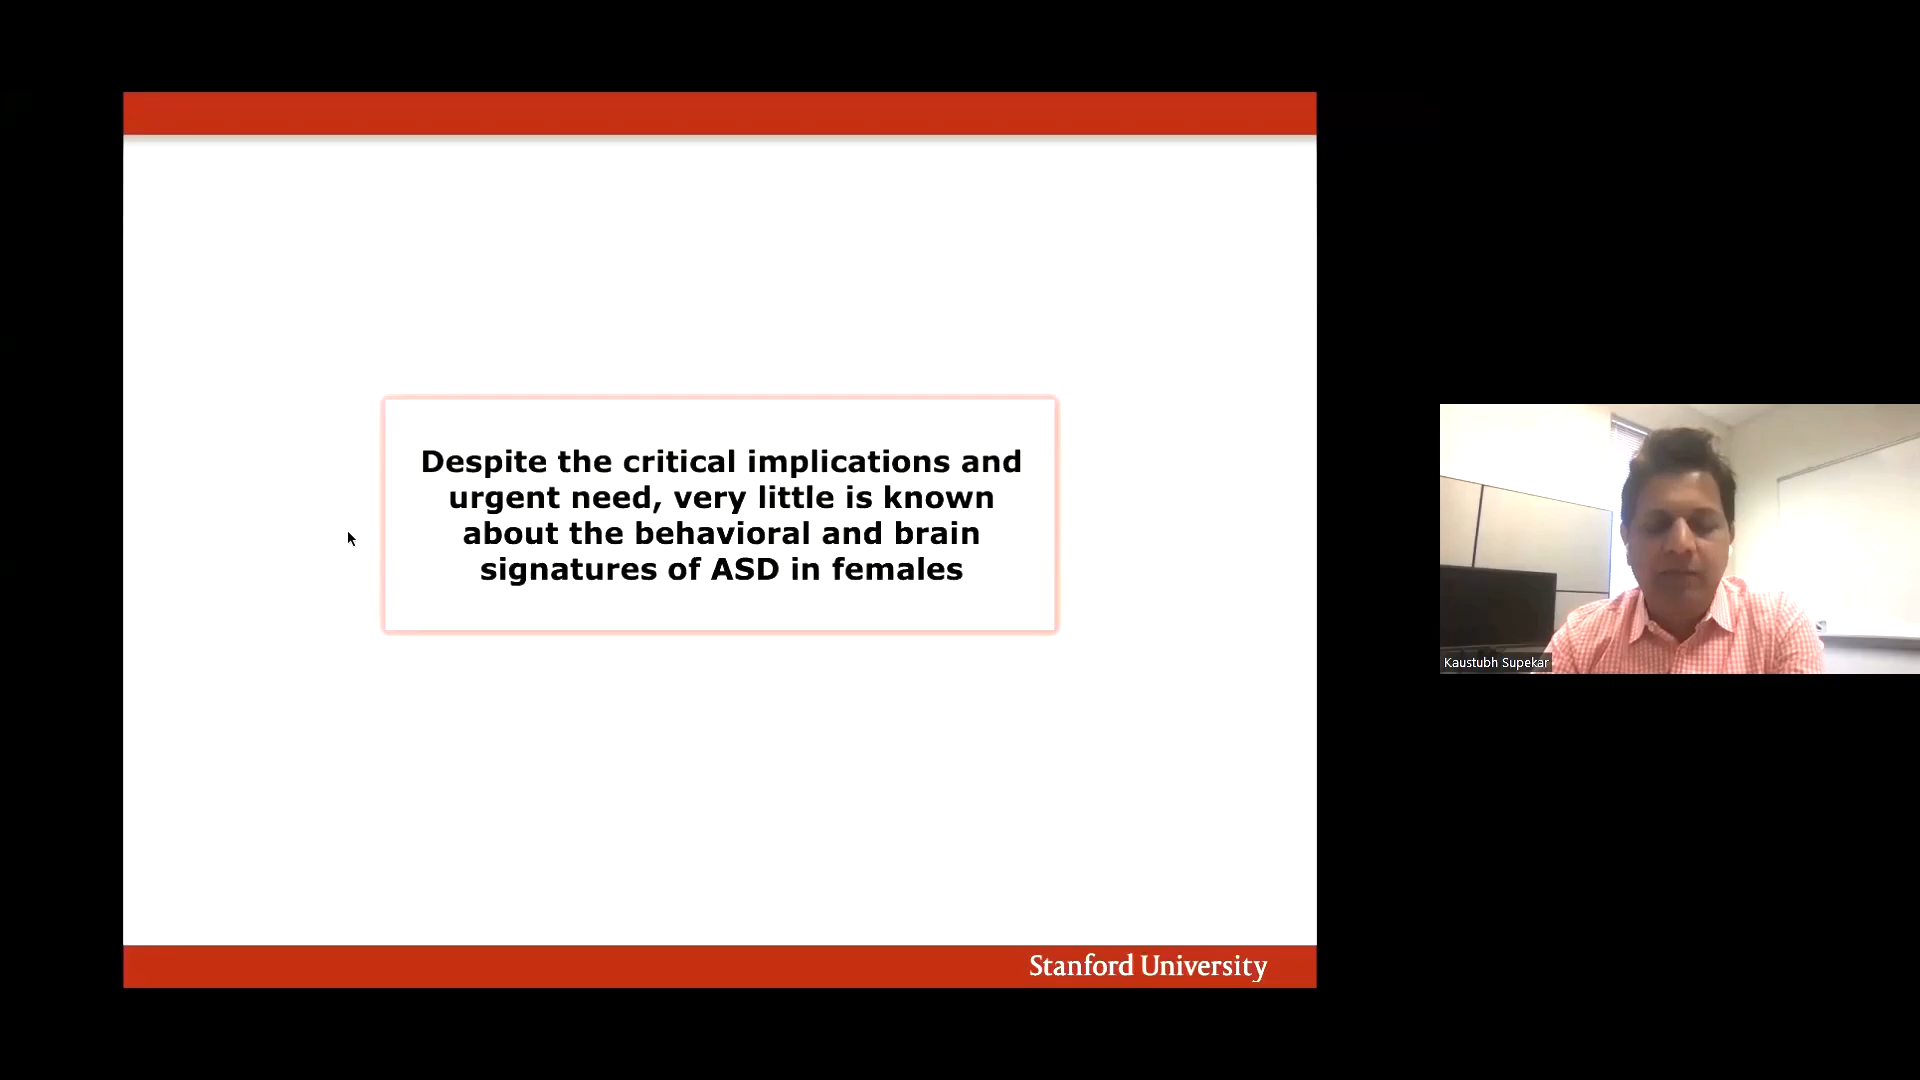 Despite the critical implications and
urgent need, very little is known
about the behavioral and brain
signatures of ASD in females
Stanford University
Kaustubh Supekar